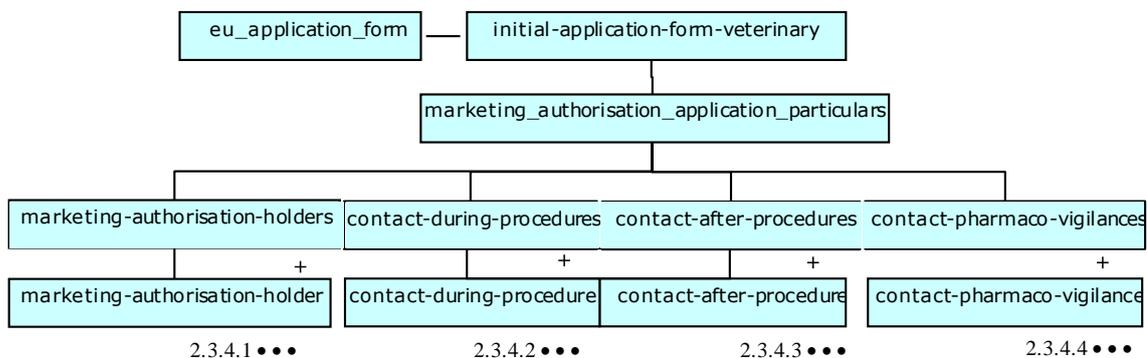 eu_application_form initial-application-form-veterinary
marketing_authorisation_application_particulars
marketing-authorisation-holders contact-during-procedures contact-after-procedures contact-pharmaco-vigilances
+ + + +
marketing-authorisation-holder contact-during-procedure contact-after-procedure contact-pharmaco-vigilance
2.3.4.1 ••• 2.3.4.2 ••• 2.3.4.3 ••• 2.3.4.4 •••